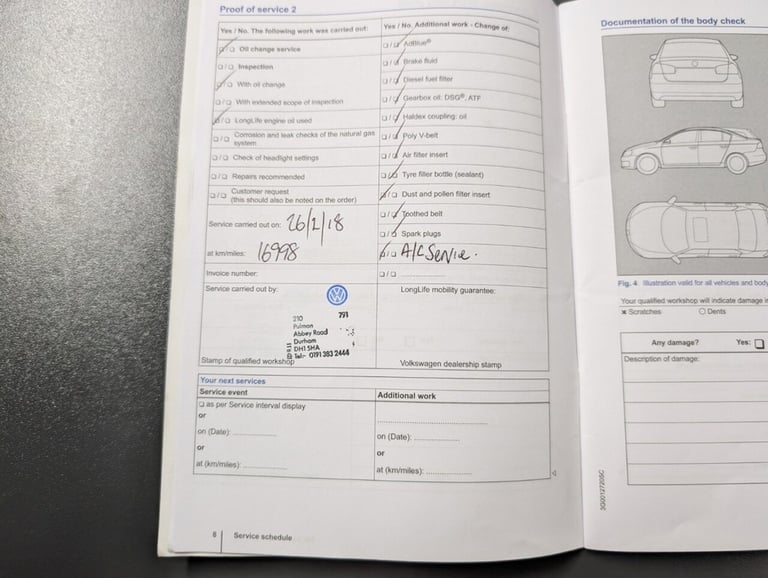 Proof of service 2
Yes / No. The following work was carried out:
Oil change service
Inspection
With oil change
With extended scope of inspection
LongLife engine oil used
Corrosion and leak checks of the natural gas
system
Check of headlight settings
Repairs recommended
Customer request
(this should also be noted on the order)
Service carried out on: 26/2/18
at km/miles: 16998
Invoice number:
Service carried out by:
210 791
Pulman
Abbey Road
Durham
DH1 5HA
Tel:- 0191 383 2444
Stamp of qualified workshop
Yes / No. Additional work - Change of:
AdBlue®
Brake fluid
Diesel fuel filter
Gearbox oil: DSG®, ATF
Haldex coupling: oil
Poly V-belt
Air filter insert
Tyre filler bottle (sealant)
Dust and pollen filter insert
Toothed belt
Spark plugs
A/C Service.
LongLife mobility guarantee:
Volkswagen dealership stamp
Your next services
Service event
as per Service interval display
or
on (Date):
or
at (km/miles):
Additional work
on (Date):
or
at (km/miles):
8 Service schedule
Documentation of the body check
Fig. 4 Illustration valid for all vehicles and body
Your qualified workshop will indicate damage
Scratches Dents
Any damage? Yes:
Description of damage:
3G0012720SC